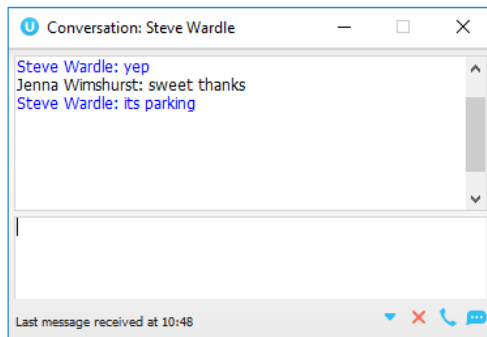 U Conversation: Steve Wardle
Steve Wardle: yep
Jenna Wimshurst: sweet thanks
Steve Wardle: its parking
Last message received at 10:48